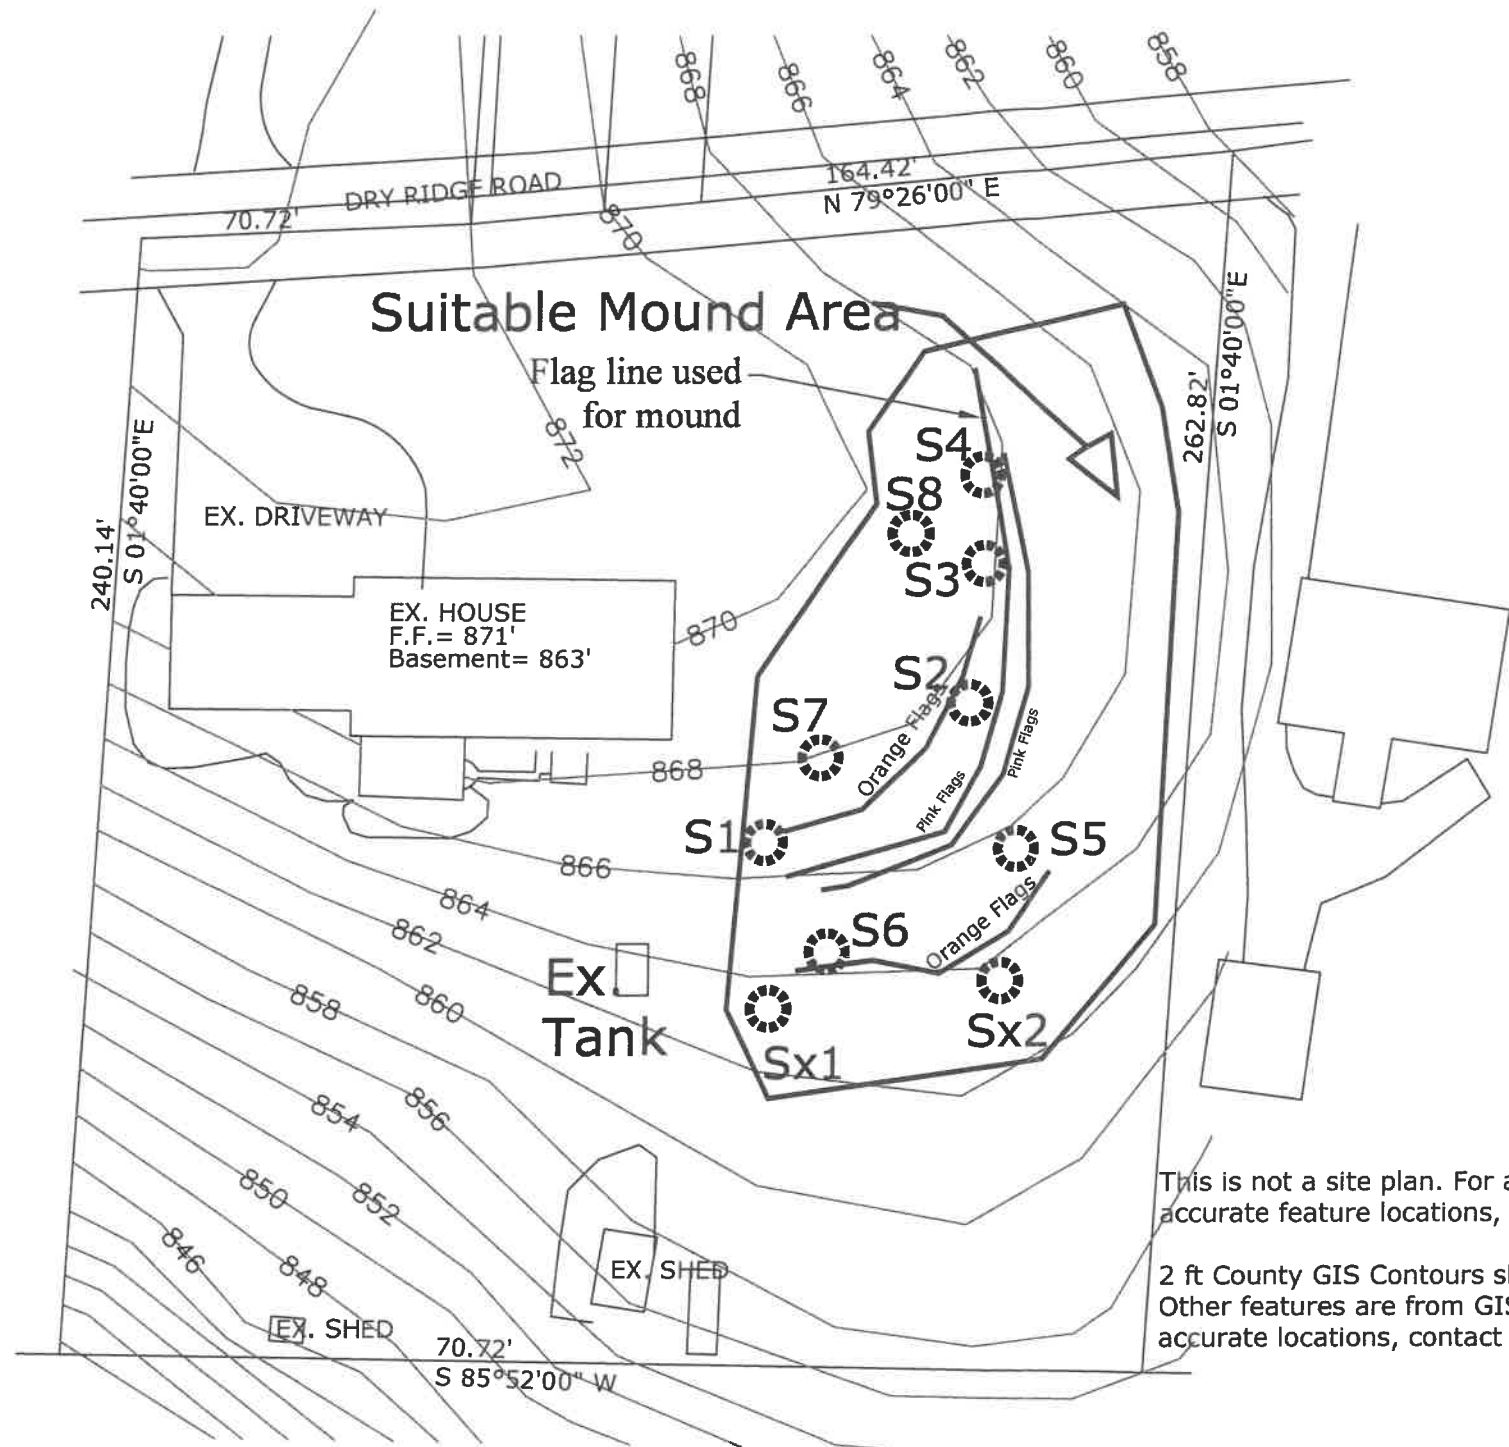 868
866
864
862
860
858
164.42'
N 79°26'00" E
DRY RIDGE ROAD
70.72'
870
S 01°40'00"E
262.82'
Suitable Mound Area
Flag line used
for mound
872
S4
S8
S3
EX. DRIVEWAY
240.14'
S 01°40'00"E
EX. HOUSE
F.F.= 871'
Basement= 863'
870
S2
S7
Orange Flags
Pink Flags
Pink Flags
868
S1
S5
866
864
862
S6
Orange Flags
Ex.
Tank
858
860
Sx2
Sx1
856
854
850
852
846
848
EX. SHED
EX. SHED
70.72'
S 85°52'00" W
This is not a site plan. For a
accurate feature locations,
2 ft County GIS Contours s
Other features are from GIS
accurate locations, contact